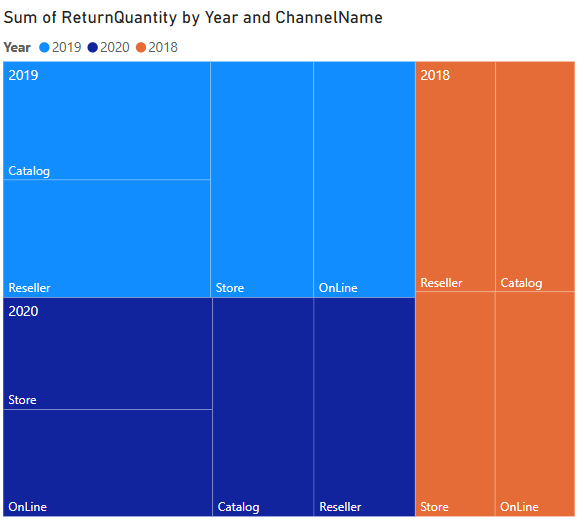 Sum of ReturnQuantity by Year and ChannelName
Year 2019 2020 2018
2019
Catalog
Reseller
Store
OnLine
2020
Store
OnLine
Catalog
Reseller
2018
Reseller
Catalog
Store
OnLine